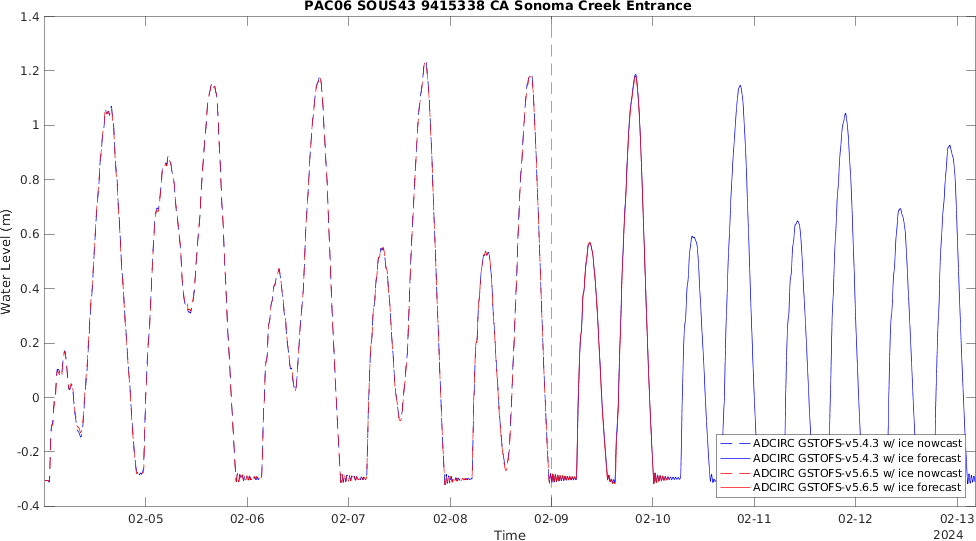 PAC06 SOUS43 9415338 CA Sonoma Creek Entrance
1.4
1.2
1
0.8
0.6
0.4
0.2
0
-0.2
-0.4
Water Level (m)
ADCIRC GSTOFS-v5.4.3 w/ ice nowcast
ADCIRC GSTOFS-v5.4.3 w/ ice forecast
ADCIRC GSTOFS-v5.6.5 w/ ice nowcast
ADCIRC GSTOFS-v5.6.5 w/ ice forecast
02-05 02-06 02-07 02-08 02-09 02-10 02-11 02-12 02-13
Time
2024